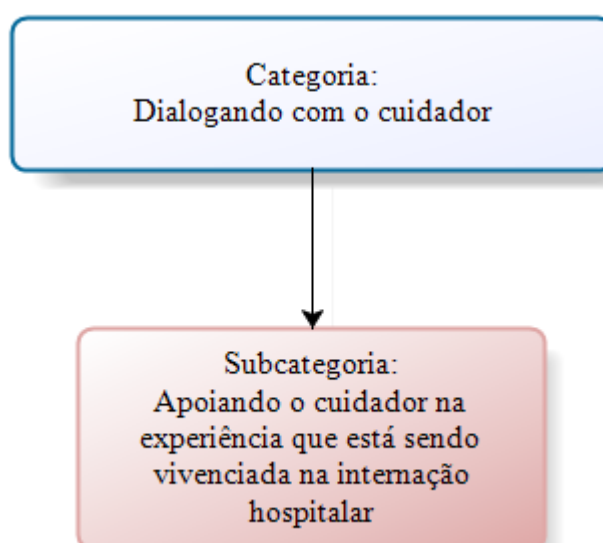 Categoria:
Dialogando com o cuidador
Subcategoria:
Apoiando o cuidador na
experiência que está sendo
vivenciada na internação
hospitalar